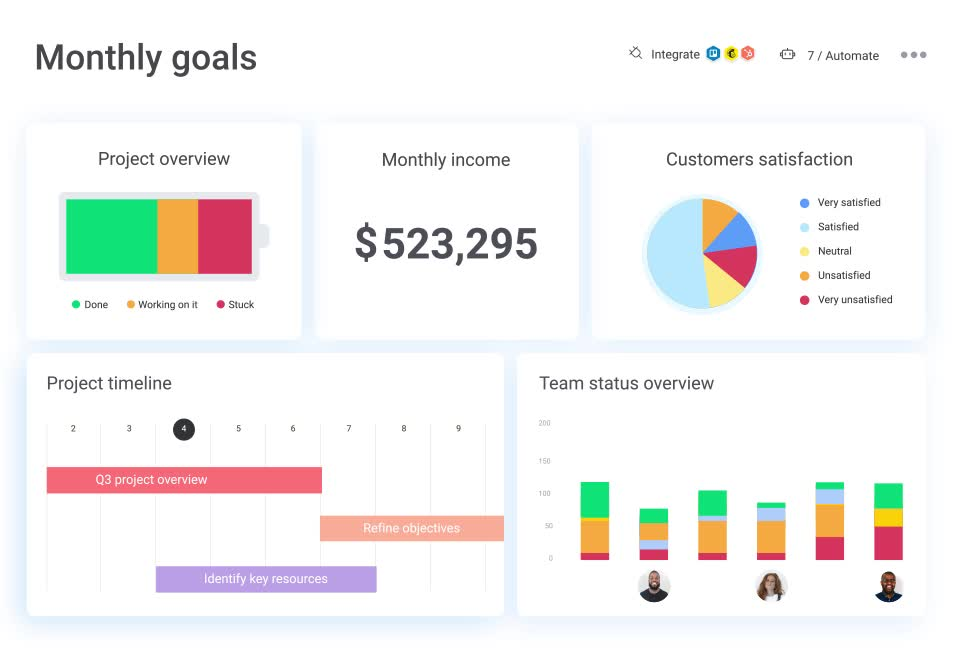 Monthly goals
Integrate
7 / Automate
Project overview
Done
Working on it
Stuck
Monthly income
$523,295
Customers satisfaction
Very satisfied
Satisfied
Neutral
Unsatisfied
Very unsatisfied
Project timeline
2 3 4 5 6 7 8 9
Q3 project overview
Refine objectives
Identify key resources
Team status overview
200
150
100
50
0